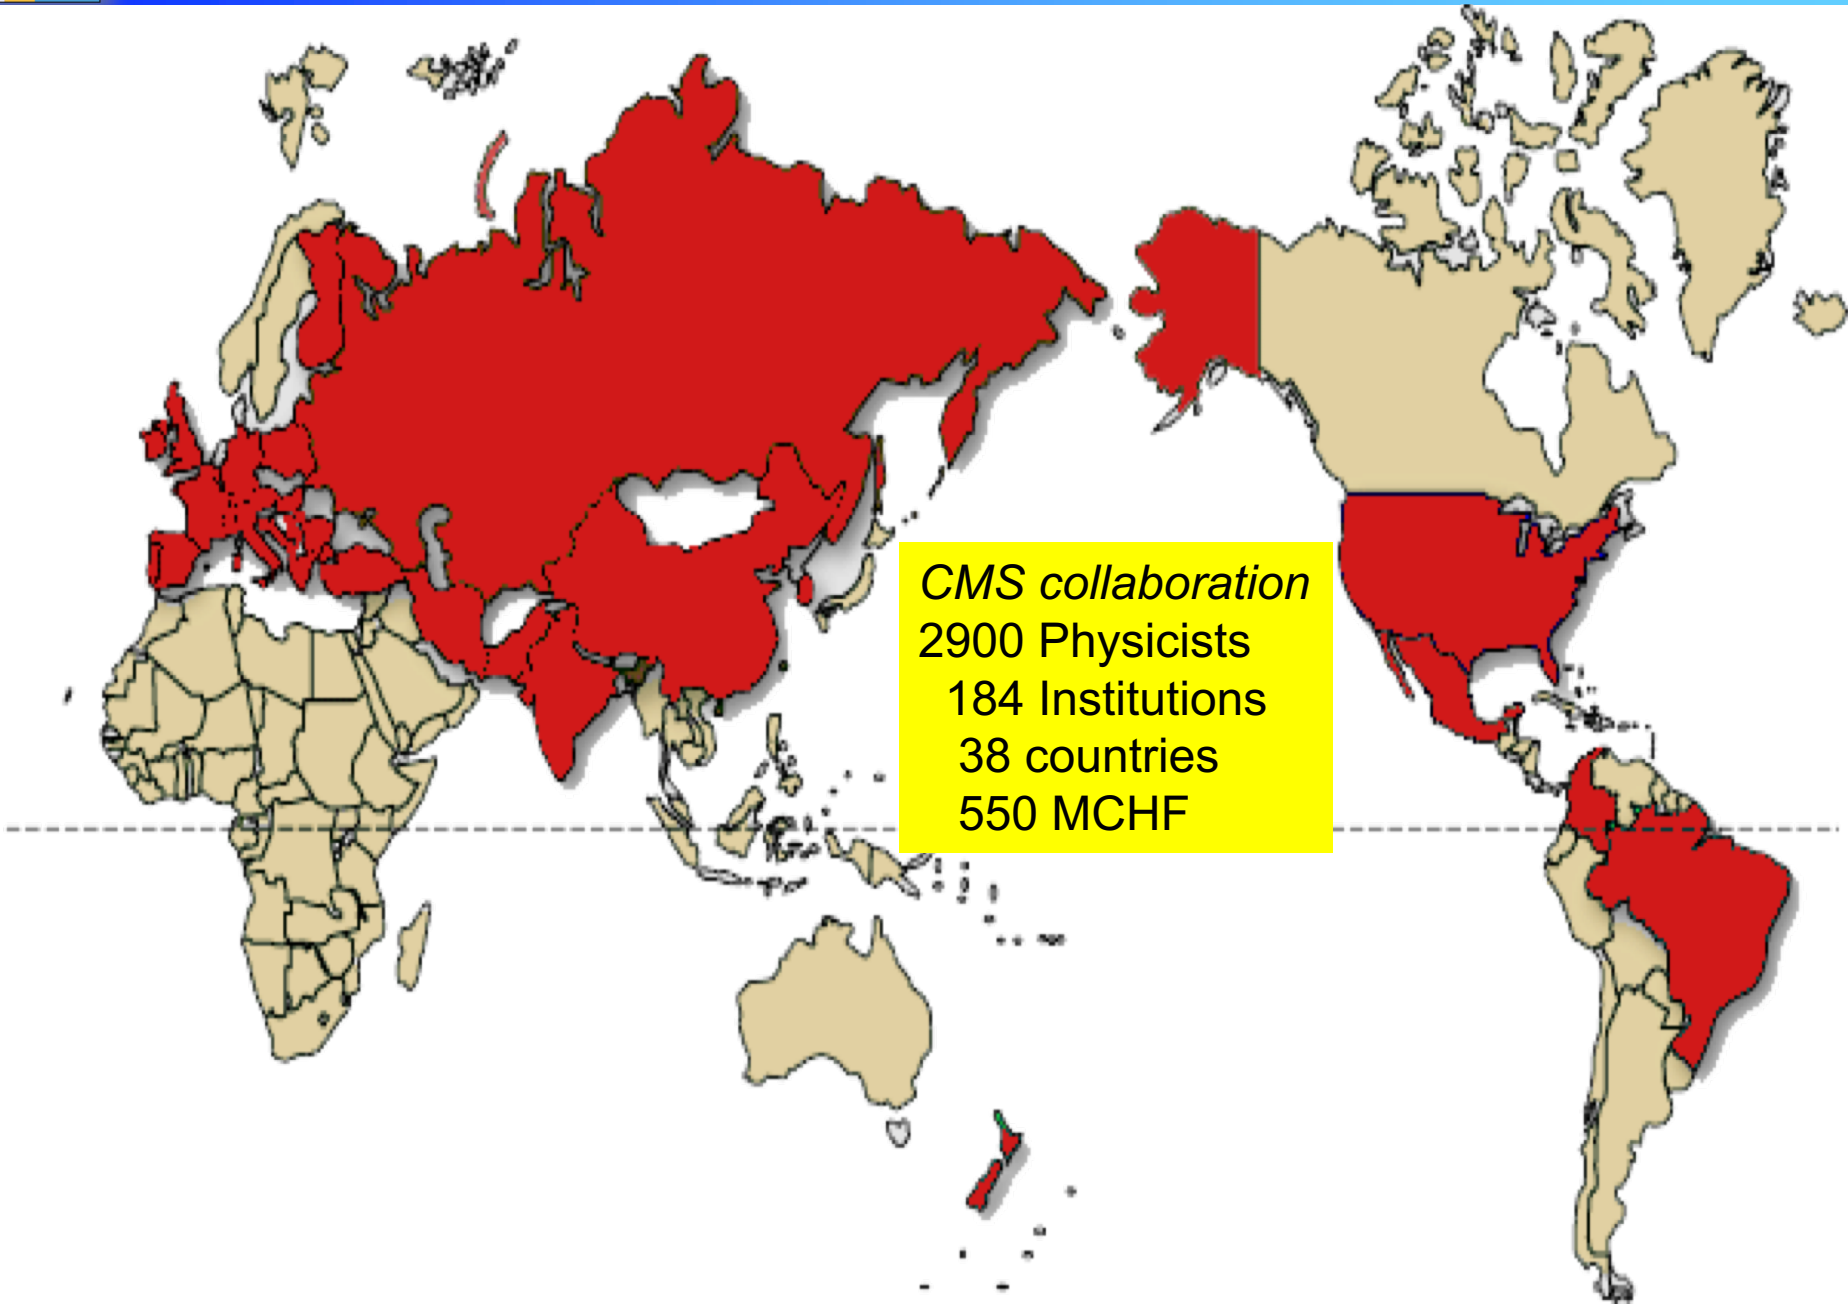 CMS collaboration
2900 Physicists
184 Institutions
38 countries
550 MCHF